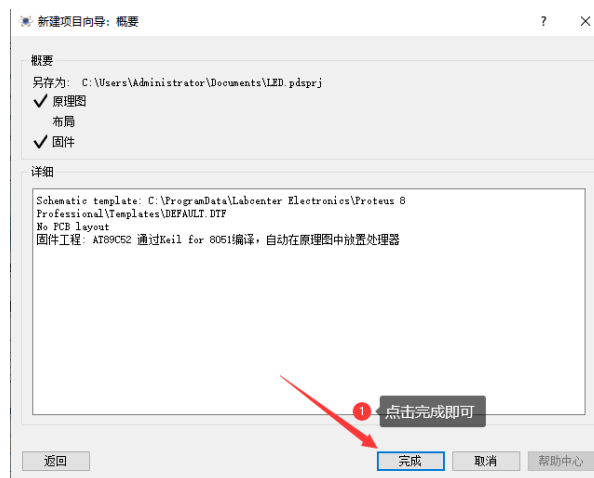 新建项目向导: 概要
?
×
概要
另存为: C:\Users\Administrator\Documents\LED.pdsprj
原理图
布局
固件
详细
Schematic template: C:\ProgramData\Labcenter Electronics\Proteus 8
Professional\Templates\DEFAULT.DTF
No PCB layout
固件工程: AT89C52 通过Keil for 8051编译，自动在原理图中放置处理器
1 点击完成即可
返回 完成 取消 帮助中心